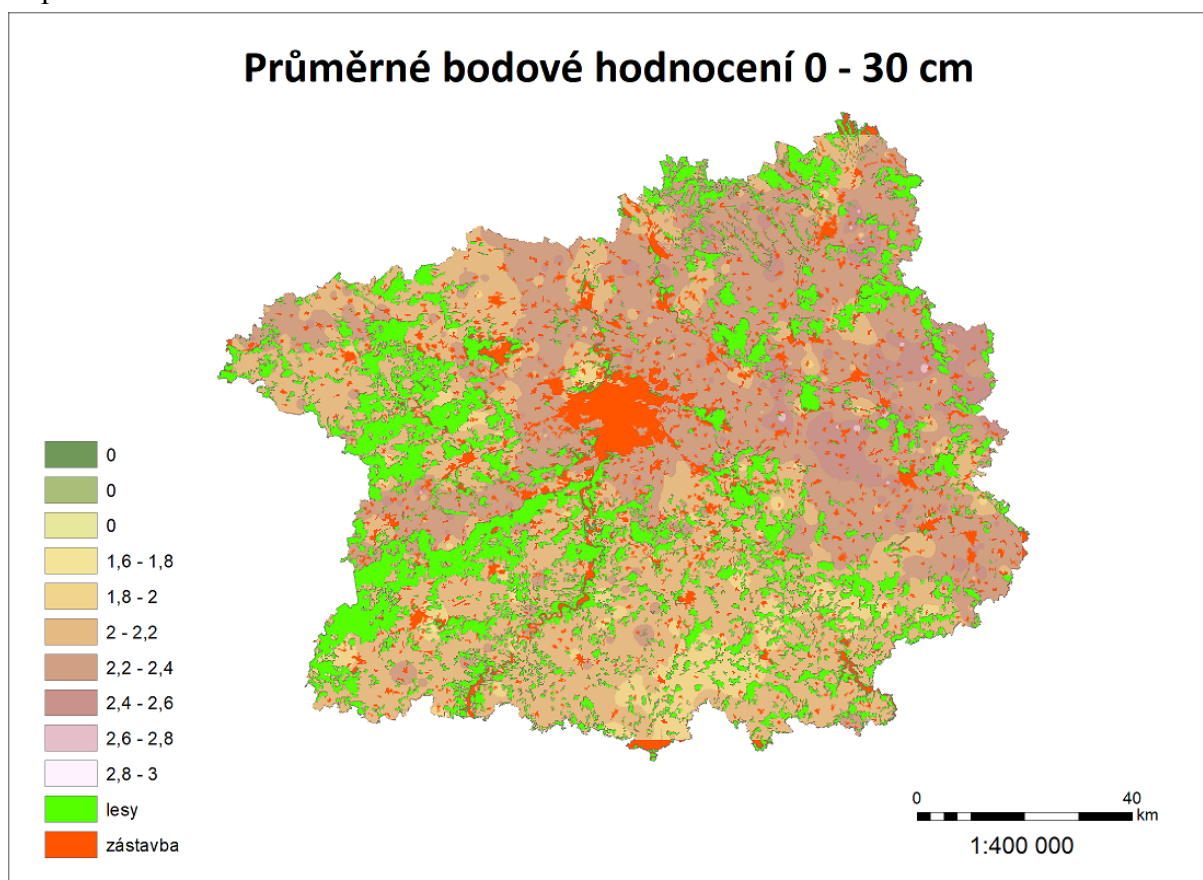 Průměrné bodové hodnocení 0 - 30 cm
0
0
0
1,6 - 1,8
1,8 - 2
2 - 2,2
2,2 - 2,4
2,4 - 2,6
2,6 - 2,8
2,8 - 3
lesy
zástavba
0 40
km
1:400 000